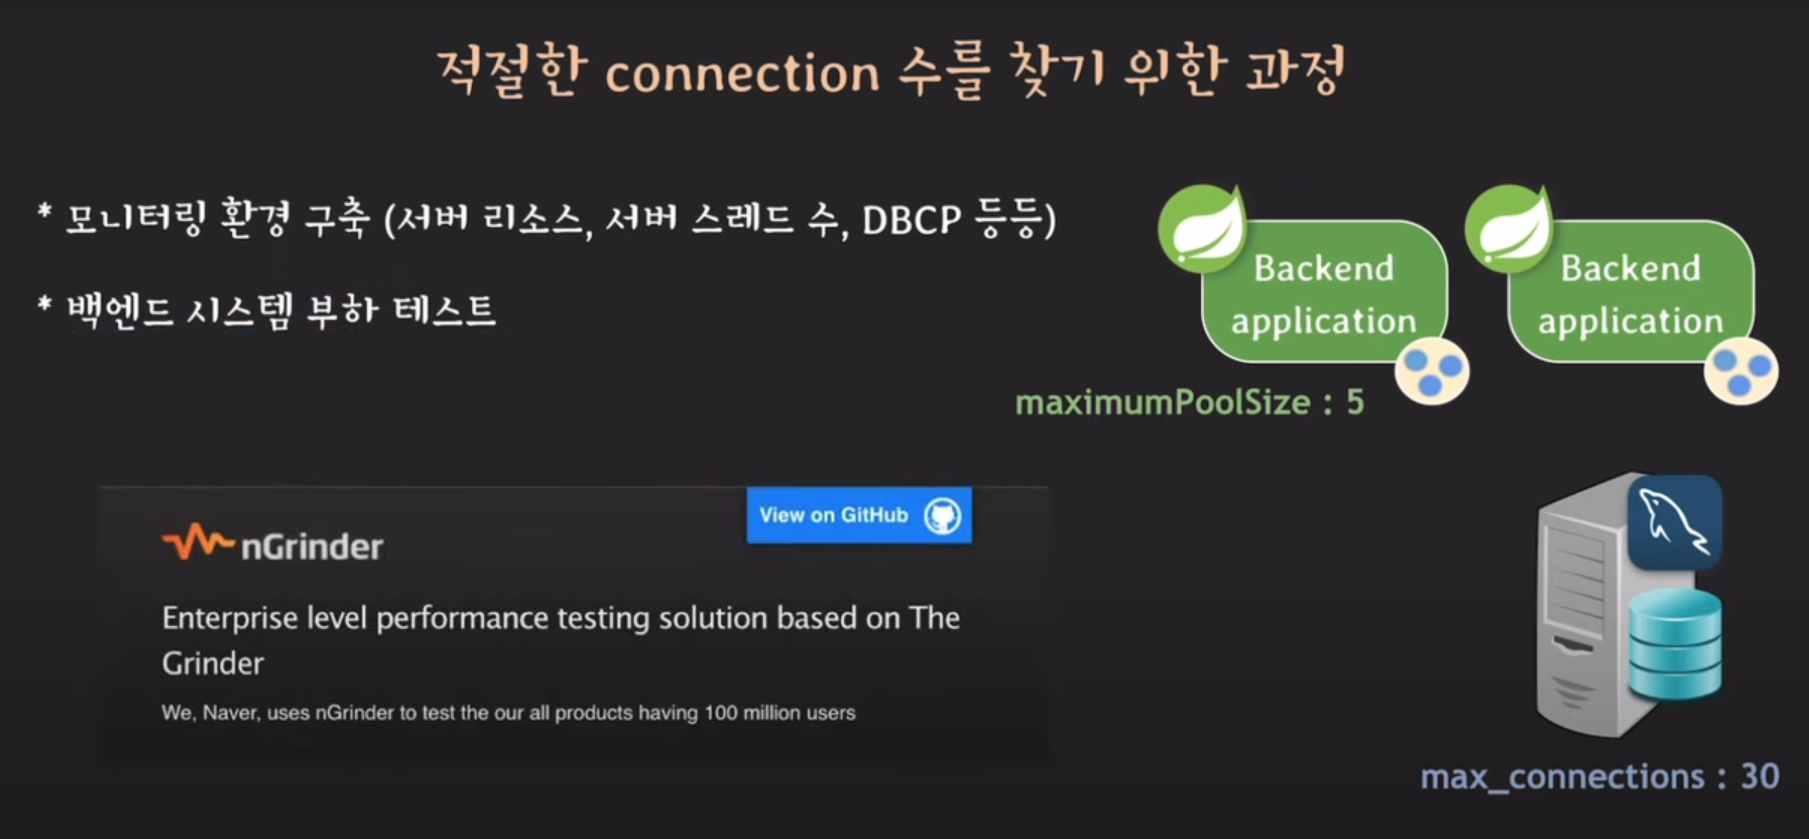 적절한 connection 수를 찾기 위한 과정
* 모니터링 환경 구축 (서버 리소스, 서버 스레드 수, DBCP 등등)
* 백엔드 시스템 부하 테스트
Backend
application
Backend
application
maximumPoolSize : 5
View on GitHub
nGrinder
Enterprise level performance testing solution based on The
Grinder
We, Naver, uses nGrinder to test the our all products having 100 million users
max_connections : 30